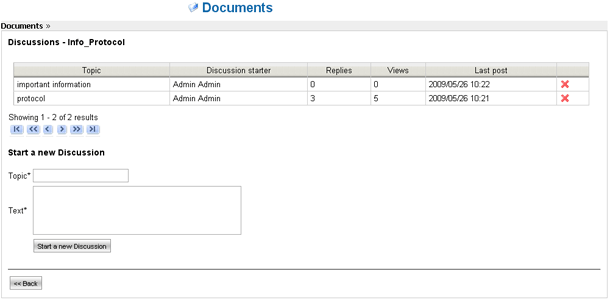 Documents
Documents »
Discussions - Info_Protocol
Topic Discussion starter Replies Views Last post
important information Admin Admin 0 0 2009/05/26 10:22
protocol Admin Admin 3 5 2009/05/26 10:21
Showing 1 - 2 of 2 results
Start a new Discussion
Topic*
Text*
Start a new Discussion
<< Back